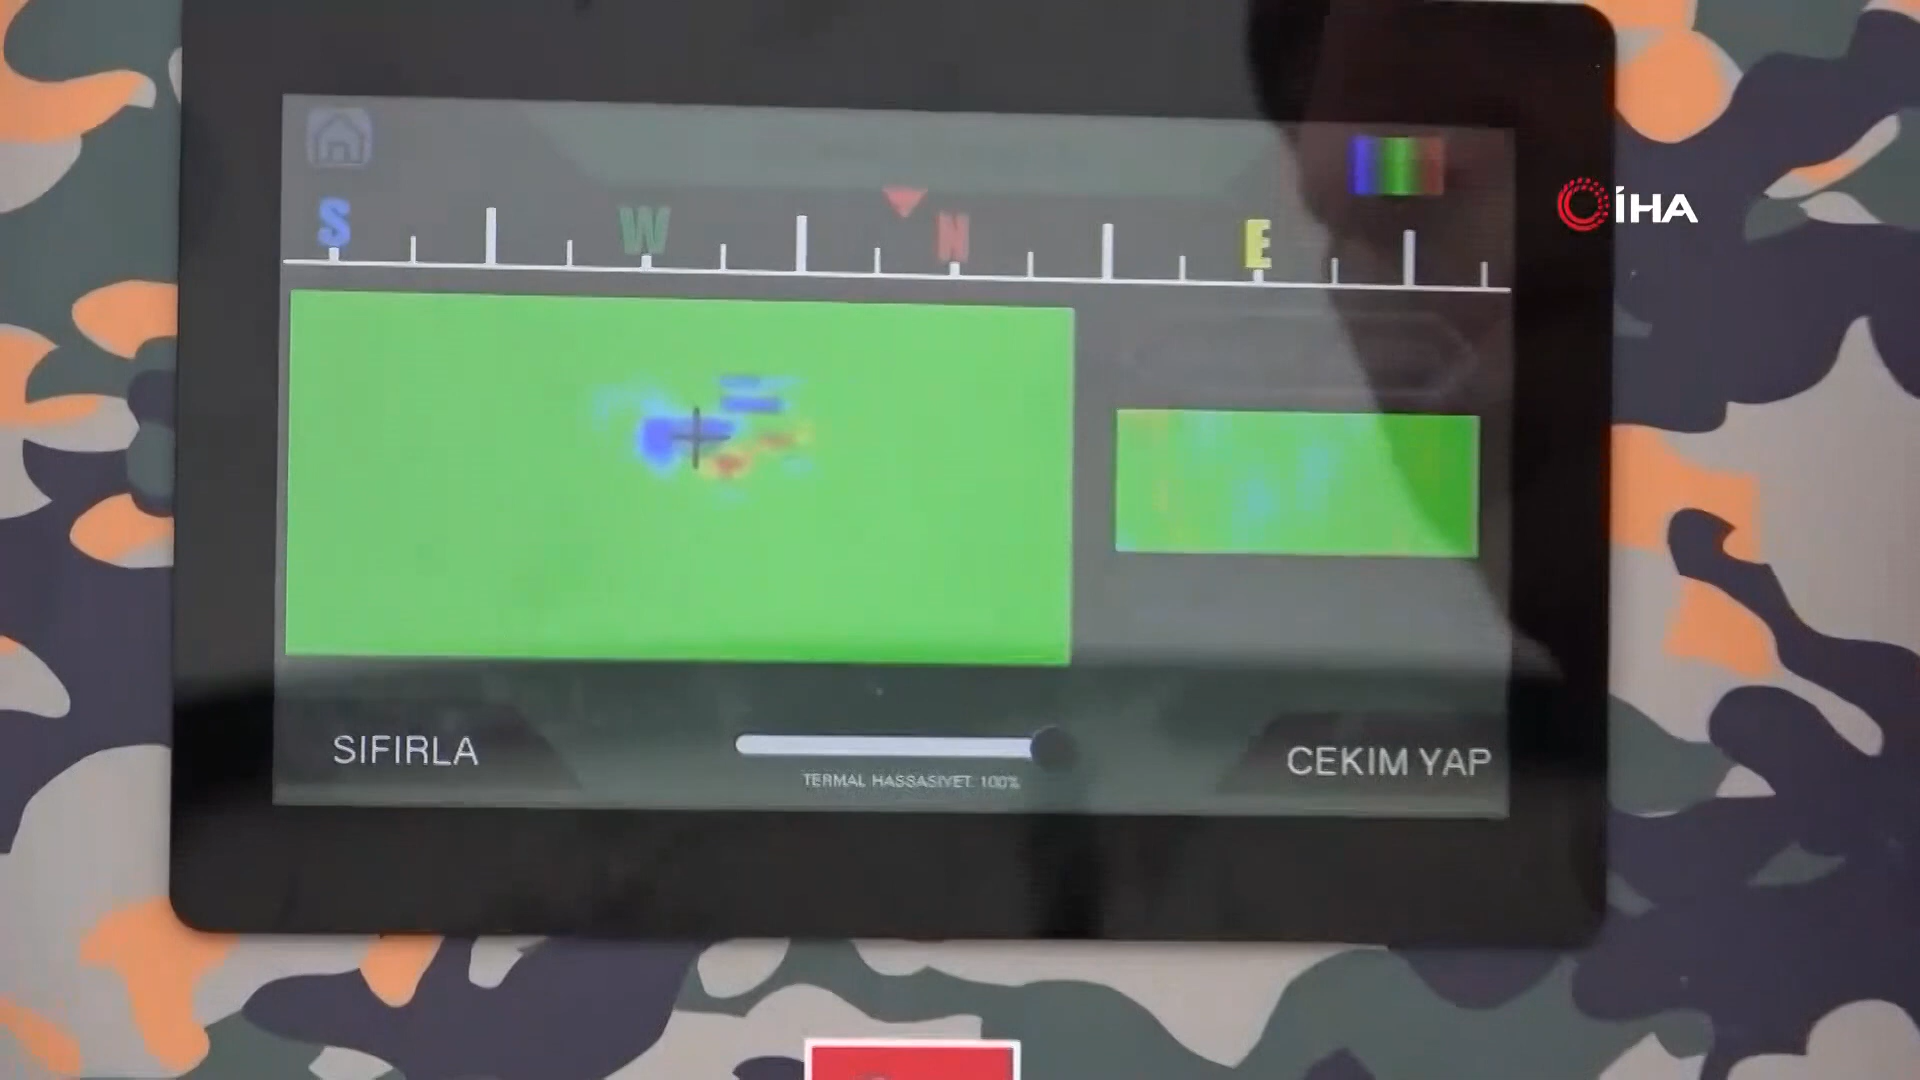 S W N E
İHA
SIFIRLA
TERMAL HASSASIYET: 100%
CEKIM YAP